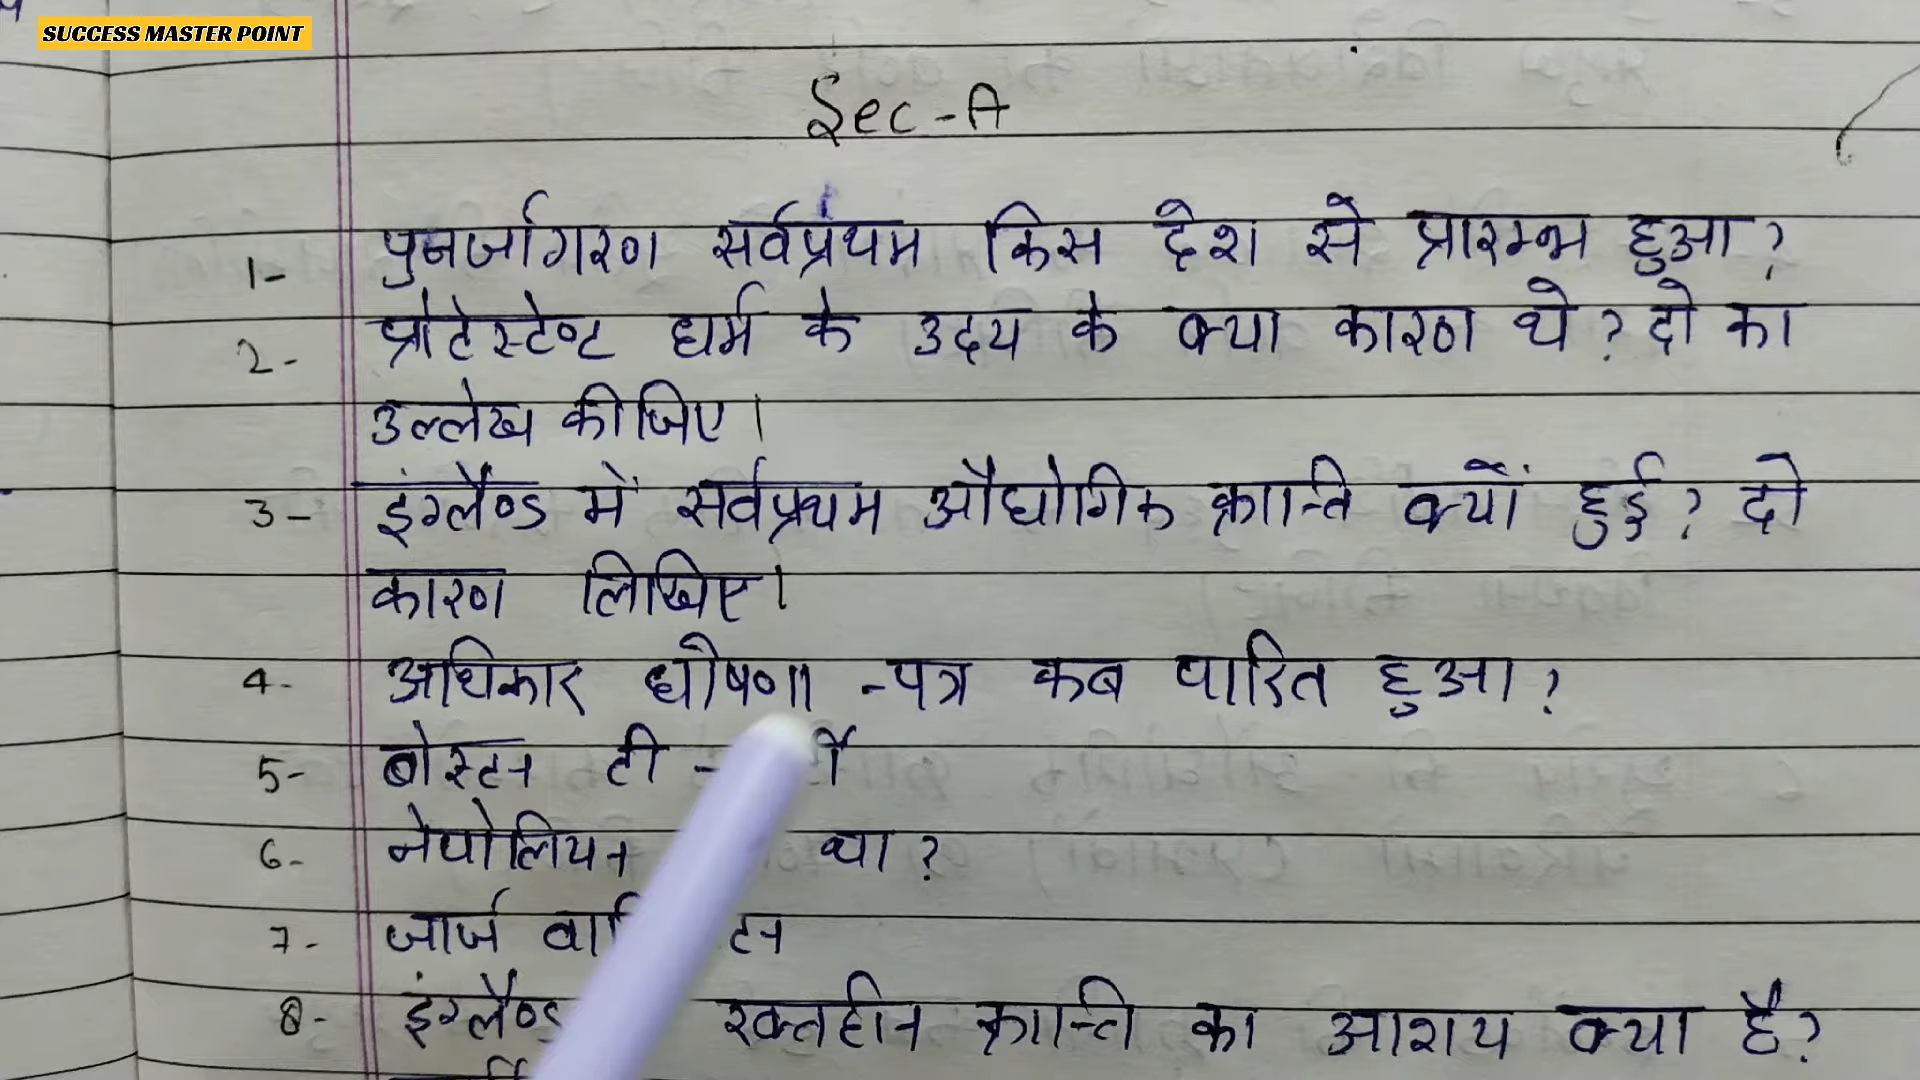 SUCCESS MASTER POINT
Sec-A
1- पुनर्जागरण सर्वप्रथम किस देश से प्रारम्भ हुआ?
2- प्रोटेस्टेण्ट धर्म के उदय के क्या कारण थे? दो का
उल्लेख कीजिए।
3- इंग्लैण्ड में सर्वप्रथम औद्योगिक क्रान्ति क्यों हुई? दो
कारण लिखिए।
4- अधिकार घोषणा -पत्र कब पारित हुआ?
5- बोस्टन टी -
6- नेपोलियन था?
7- जार्ज
8- इंग्लैण्ड रक्तहीन क्रान्ति का आशय क्या है?